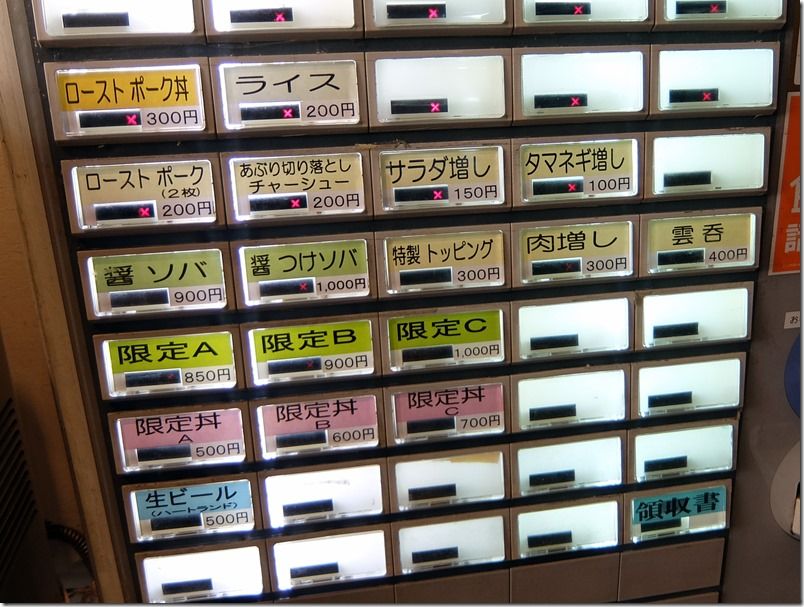 ローストポーク丼
300円
ライス
200円
ローストポーク
(2枚)
200円
あぶり切り落とし
チャーシュー
200円
サラダ増し
150円
タマネギ増し
100円
醤 ソバ
900円
醤 つけソバ
1,000円
特製トッピング
300円
肉増し
300円
雲呑
400円
限定A
850円
限定B
900円
限定C
1,000円
限定丼
A
500円
限定丼
B
600円
限定丼
C
700円
生ビール
(ハートランド)
500円
領収書